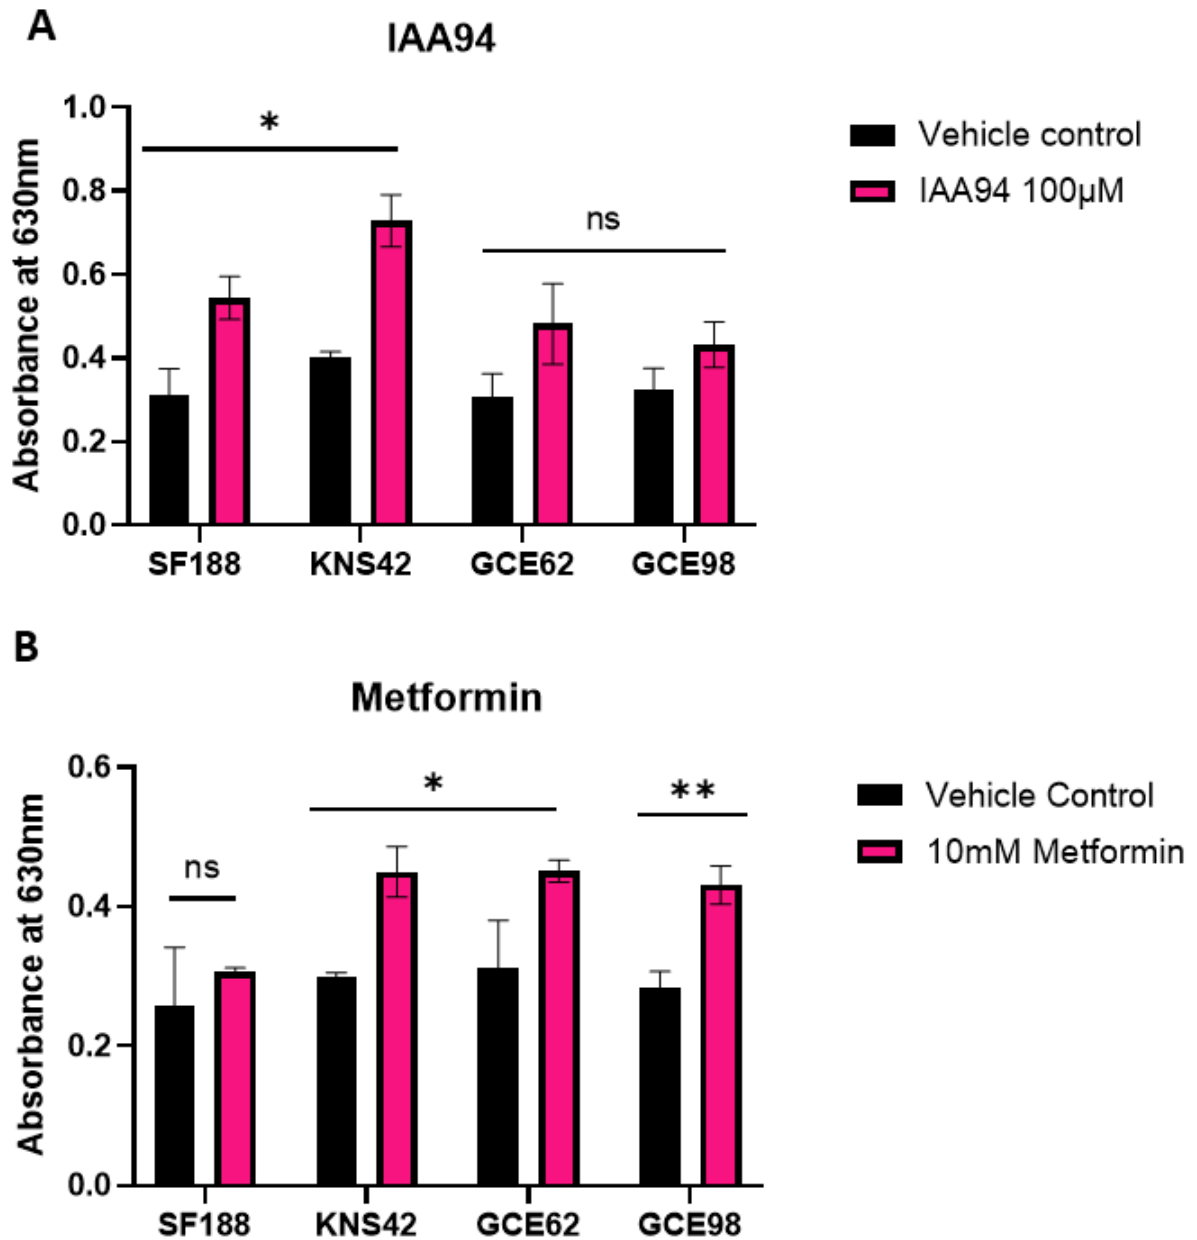 A
IAA94
Absorbance at 630nm
1.0
0.8
0.6
0.4
0.2
0.0
*
ns
SF188 KNS42 GCE62 GCE98
Vehicle control
IAA94 100µM
B
Metformin
Absorbance at 630nm
0.6
0.4
0.2
0.0
ns
*
**
SF188 KNS42 GCE62 GCE98
Vehicle Control
10mM Metformin